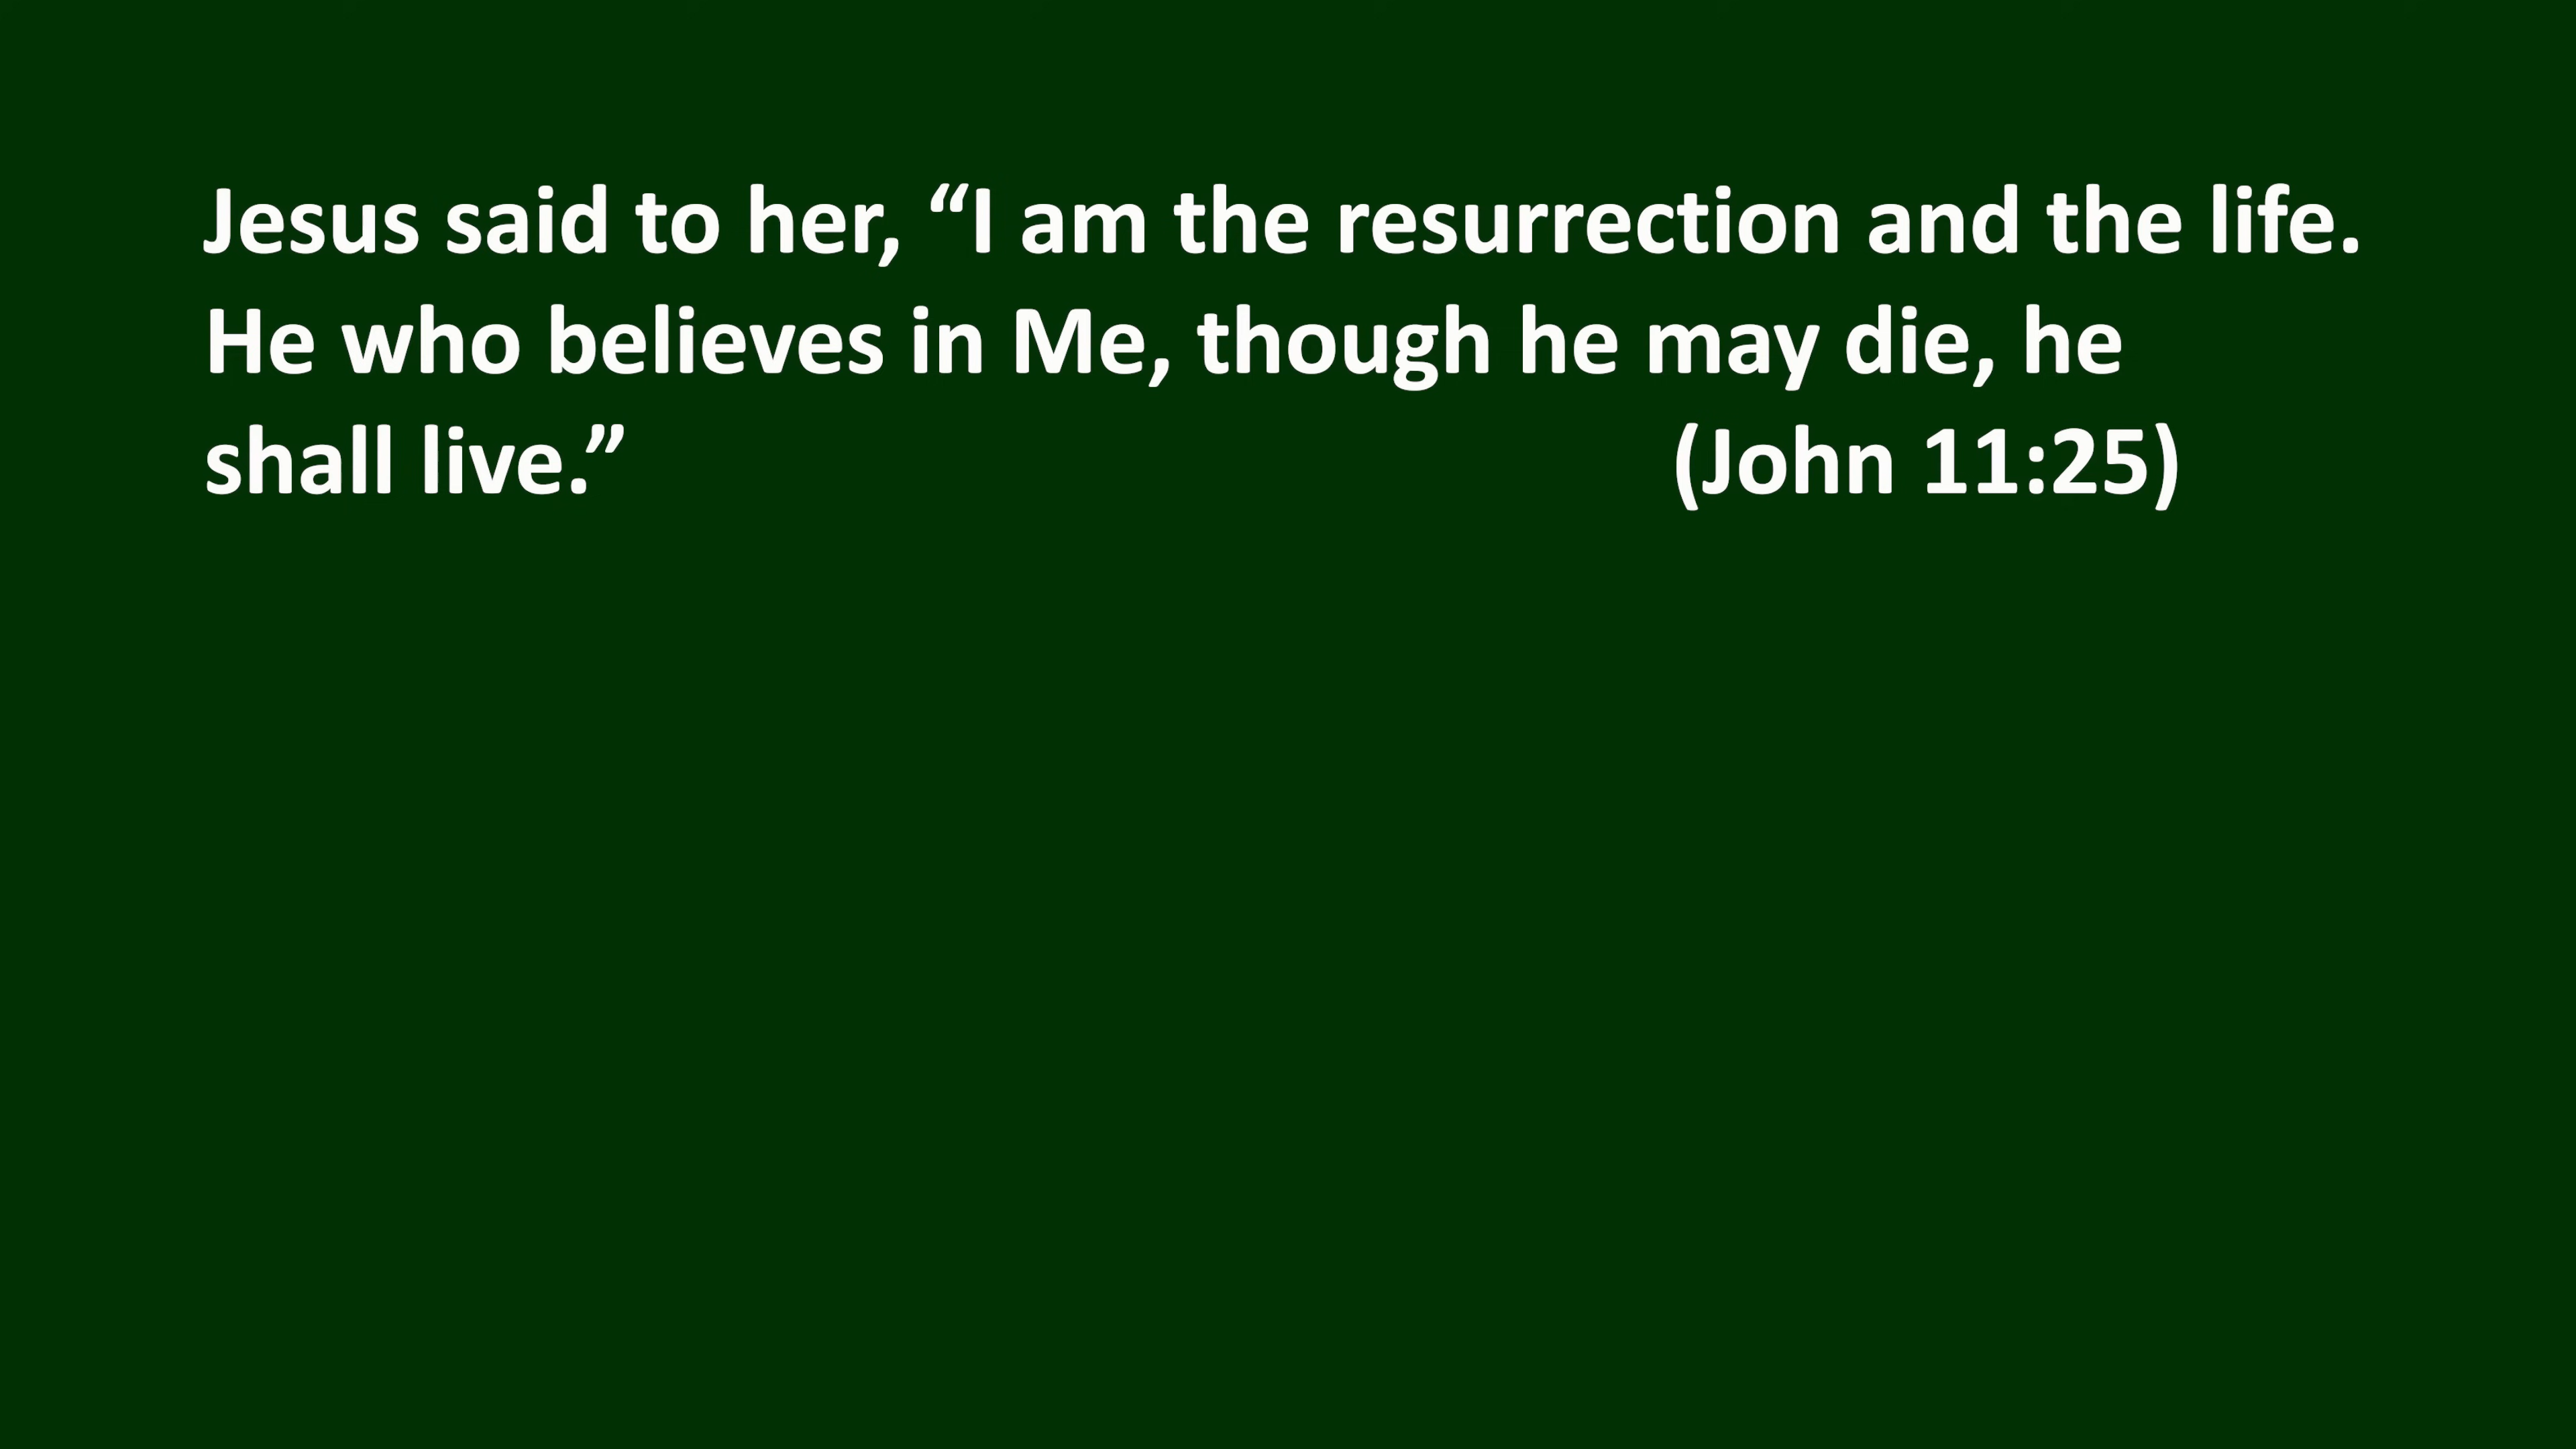 Jesus said to her, “I am the resurrection and the life.
He who believes in Me, though he may die, he
shall live.” (John 11:25)